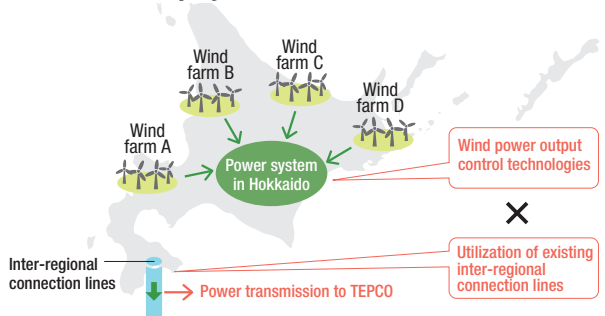 Wind
farm C
Wind
farm B
Wind
farm D
Wind
farm A
Power system
in Hokkaido
Wind power output
control technologies
×
Utilization of existing
inter-regional
connection lines
Inter-regional
connection lines
Power transmission to TEPCO